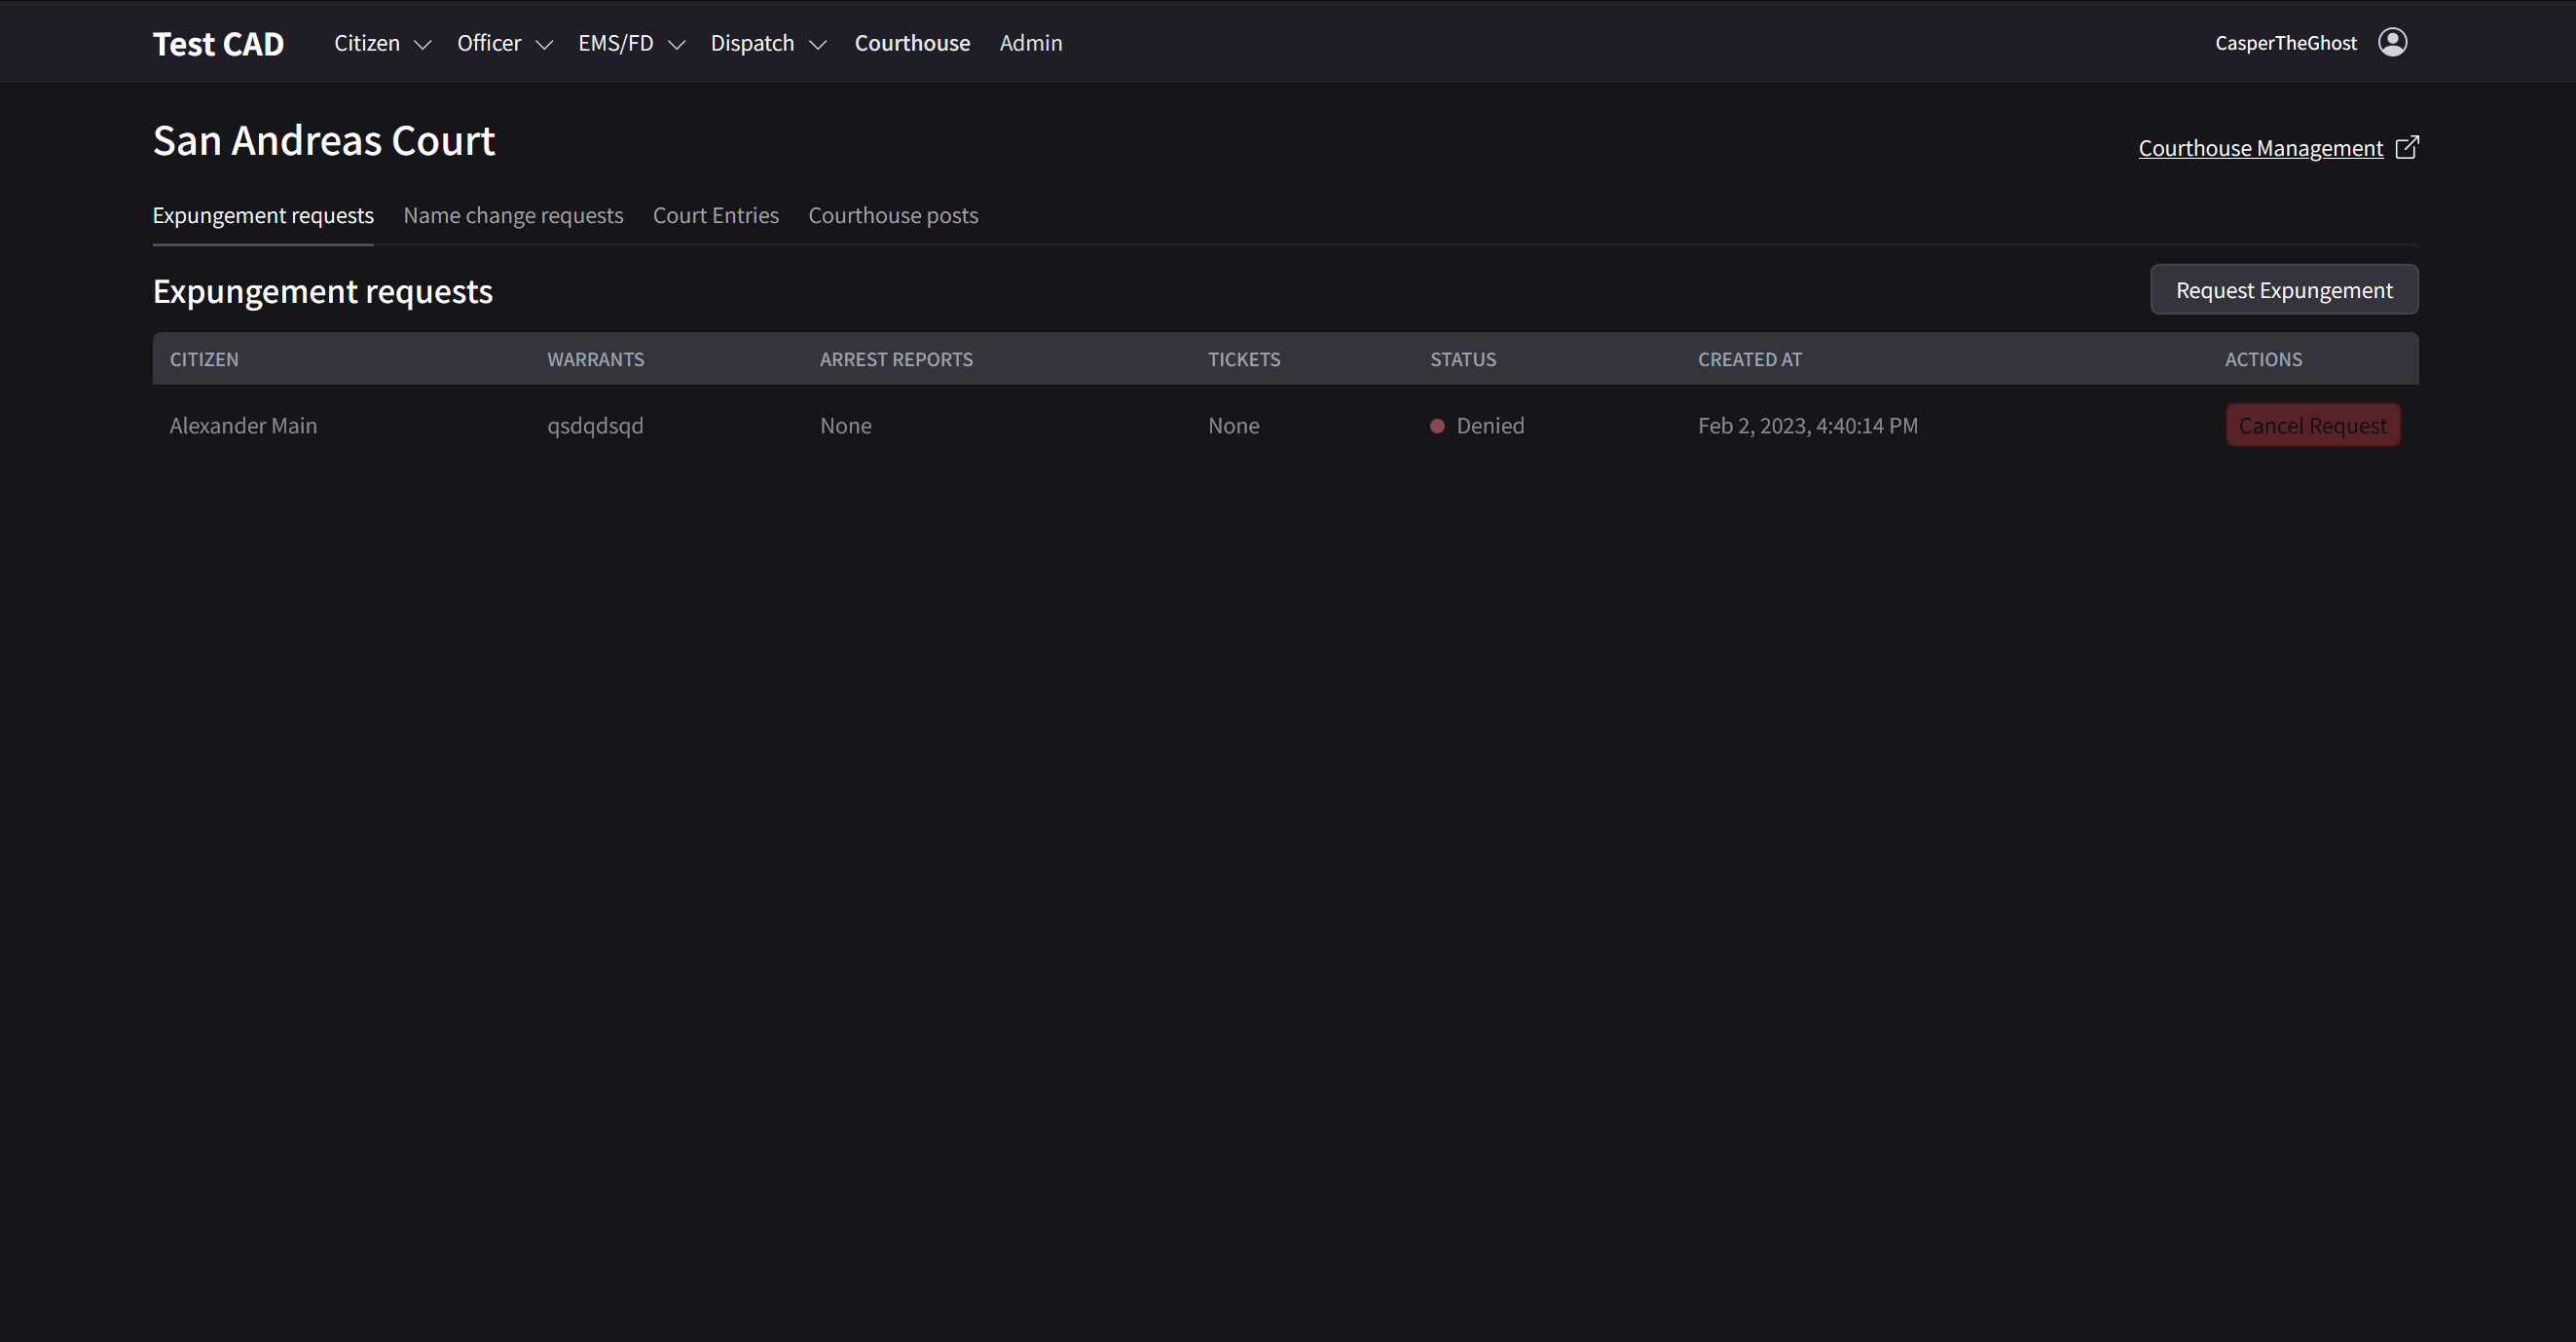 Test CAD Citizen Officer EMS/FD Dispatch Courthouse Admin CasperTheGhost
San Andreas Court
Courthouse Management
Expungement requests Name change requests Court Entries Courthouse posts
Expungement requests
Request Expungement
CITIZEN WARRANTS ARREST REPORTS TICKETS STATUS CREATED AT ACTIONS
Alexander Main qsdqdsqd None None Denied Feb 2, 2023, 4:40:14 PM Cancel Request